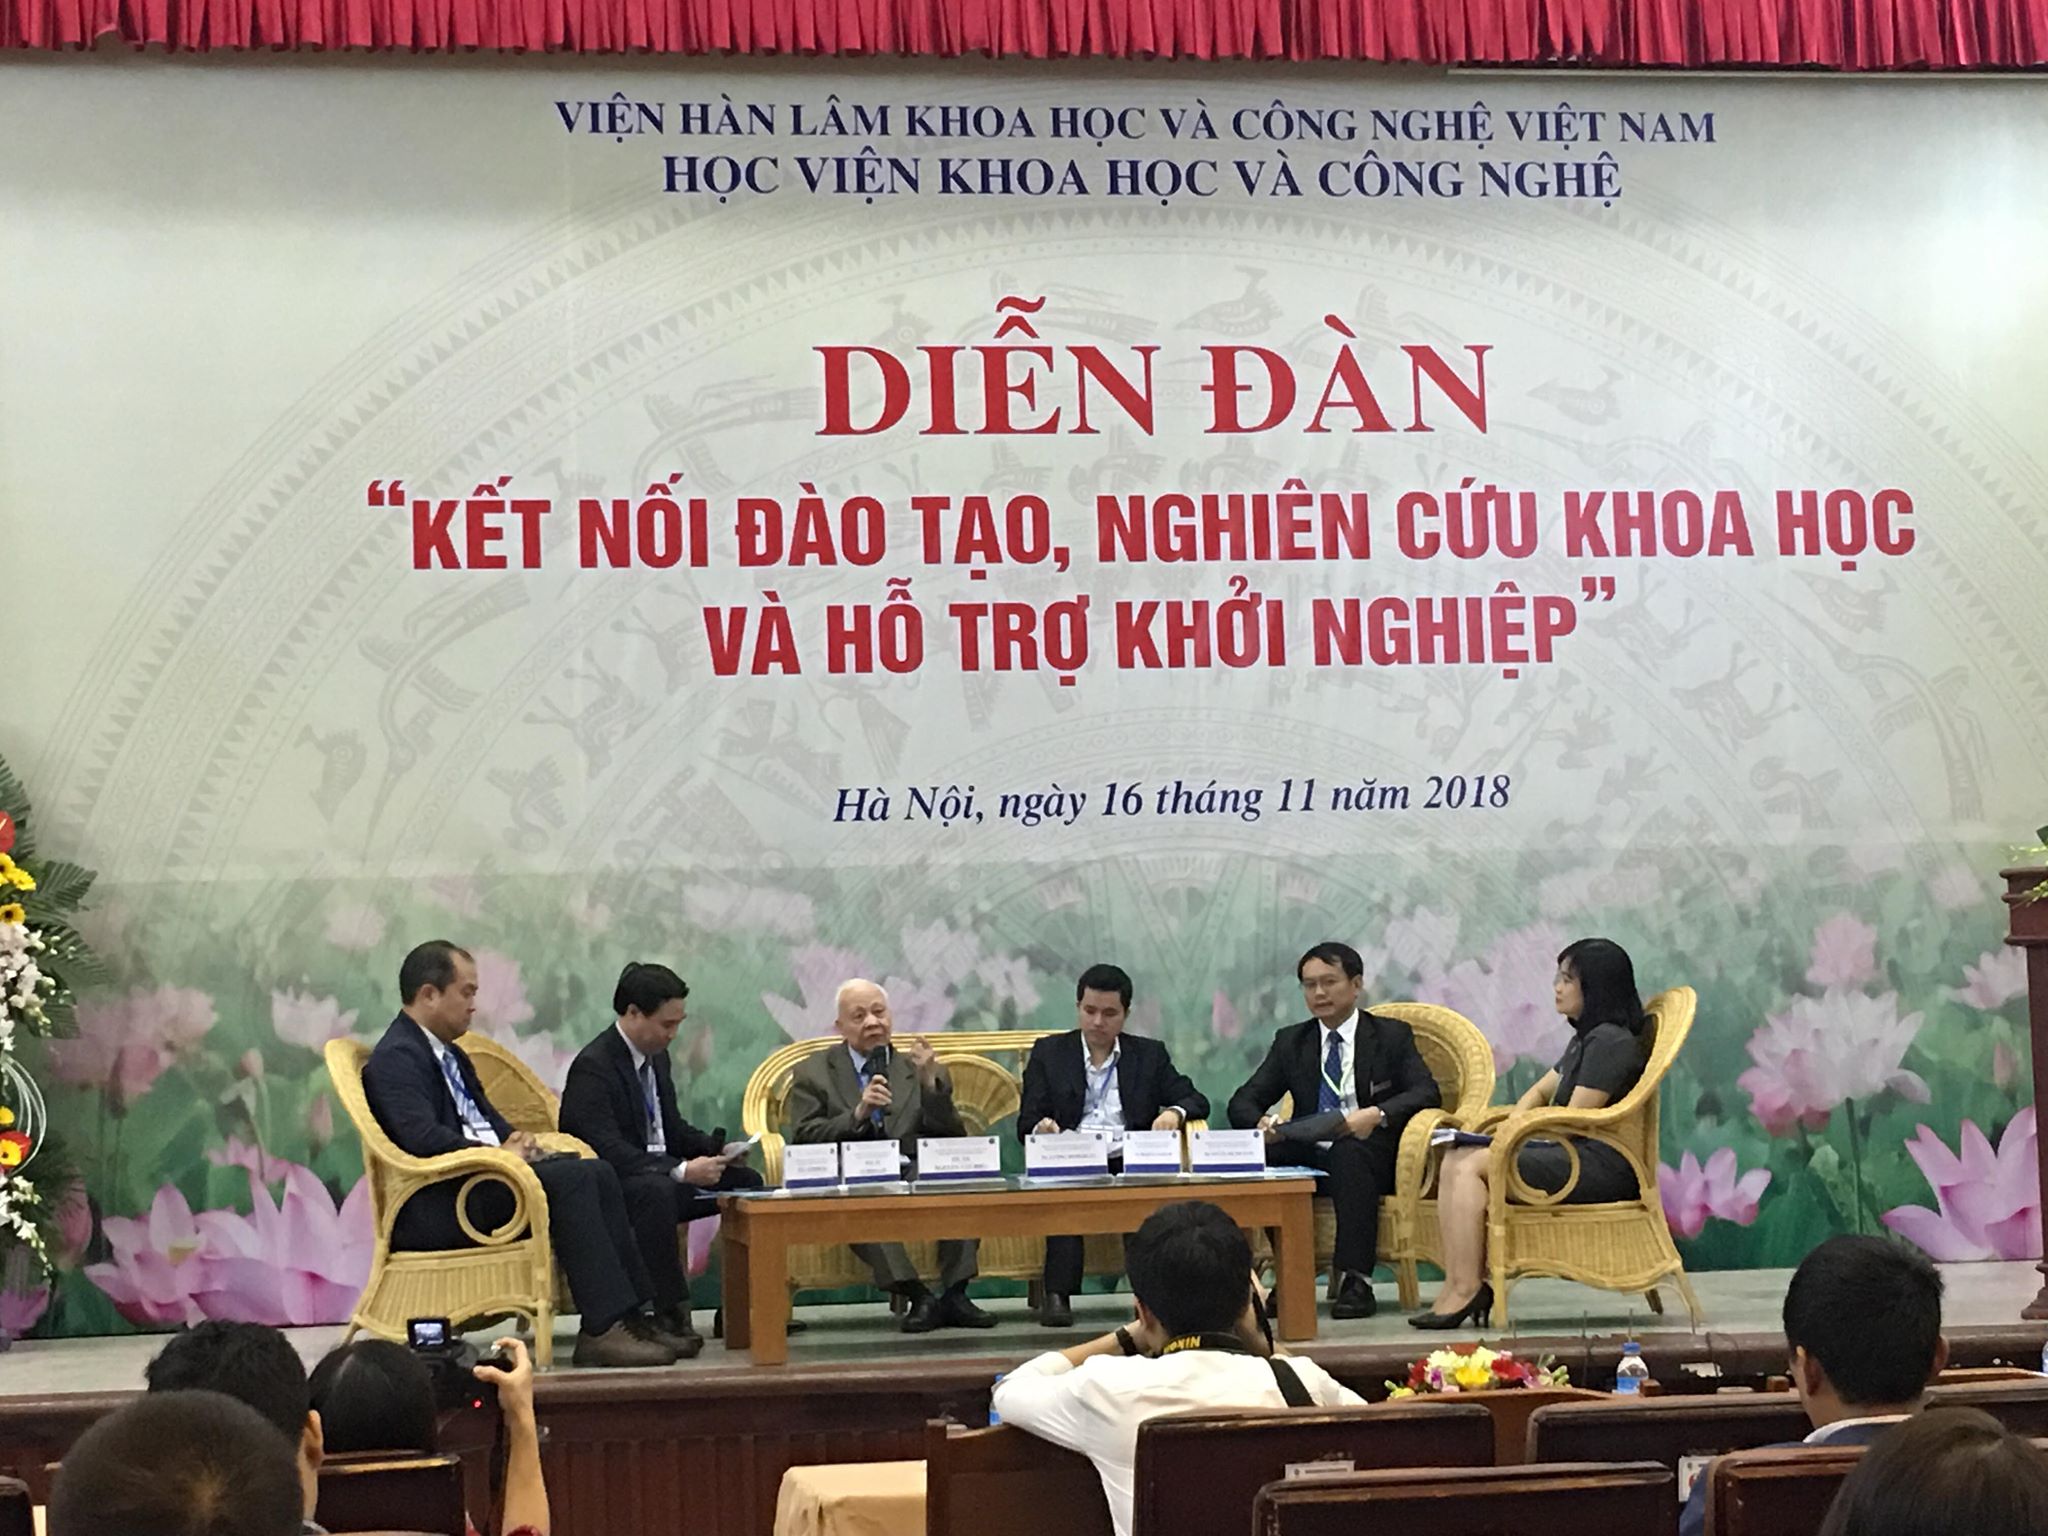 VIỆN HÀN LÂM KHOA HỌC VÀ CÔNG NGHỆ VIỆT NAM
HỌC VIỆN KHOA HỌC VÀ CÔNG NGHỆ
DIỄN ĐÀN
“KẾT NỐI ĐÀO TẠO, NGHIÊN CỨU KHOA HỌC
VÀ HỖ TRỢ KHỞI NGHIỆP”
Hà Nội, ngày 16 tháng 11 năm 2018
NIKON